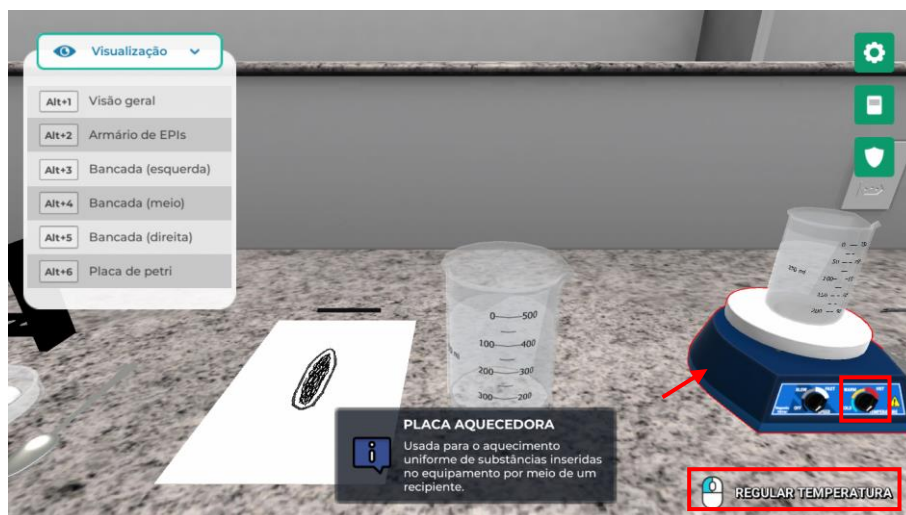 Visualização
Alt+1 Visão geral
Alt+2 Armário de EPIs
Alt+3 Bancada (esquerda)
Alt+4 Bancada (meio)
Alt+5 Bancada (direita)
Alt+6 Placa de petri
0 500
100 400
200 300
300 200
PLACA AQUECEDORA
Usada para o aquecimento
uniforme de substâncias inseridas
no equipamento por meio de um
recipiente.
REGULAR TEMPERATURA